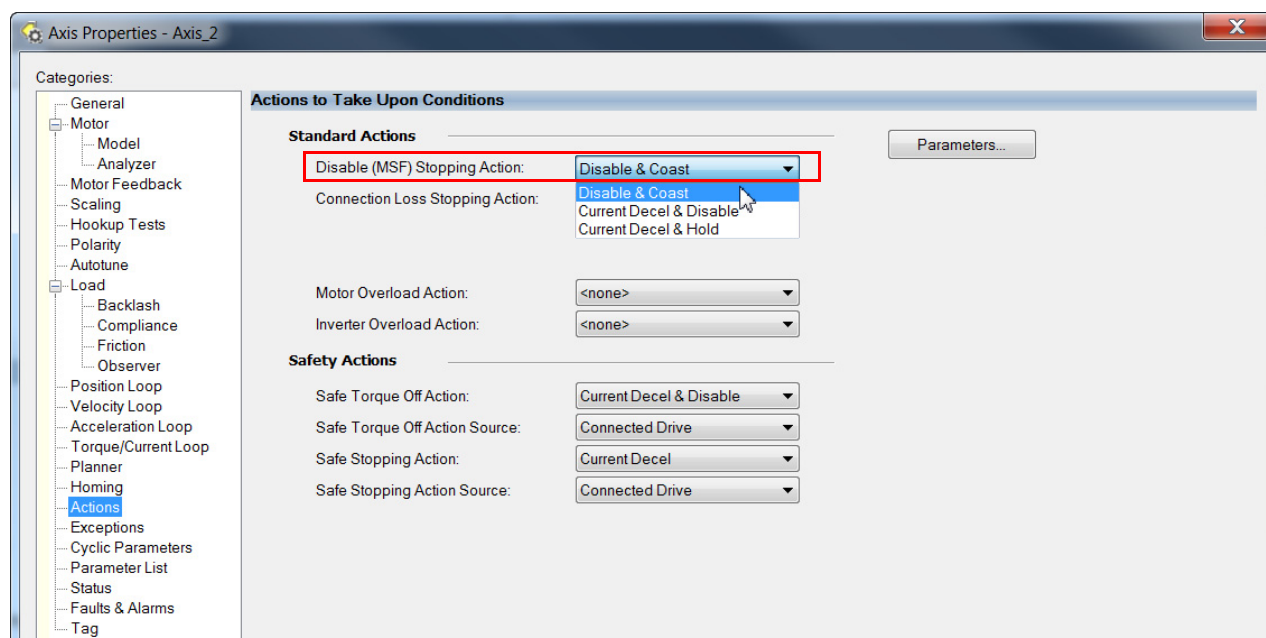 Axis Properties - Axis_2
X
Categories:
General
Motor
Model
Analyzer
Motor Feedback
Scaling
Hookup Tests
Polarity
Autotune
Load
Backlash
Compliance
Friction
Observer
Position Loop
Velocity Loop
Acceleration Loop
Torque/Current Loop
Planner
Homing
Actions
Exceptions
Cyclic Parameters
Parameter List
Status
Faults & Alarms
Tag
Actions to Take Upon Conditions
Standard Actions
Parameters...
Disable (MSF) Stopping Action: Disable & Coast
Disable & Coast
Connection Loss Stopping Action:
Current Decel & Disable
Current Decel & Hold
Motor Overload Action: <none>
Inverter Overload Action: <none>
Safety Actions
Safe Torque Off Action: Current Decel & Disable
Safe Torque Off Action Source: Connected Drive
Safe Stopping Action: Current Decel
Safe Stopping Action Source: Connected Drive